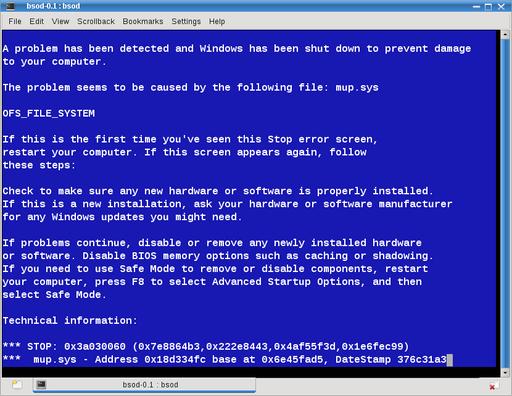 bsod-0.1 : bsod
File Edit View Scrollback Bookmarks Settings Help
A problem has been detected and Windows has been shut down to prevent damage
to your computer.
The problem seems to be caused by the following file: mup.sys
OFS_FILE_SYSTEM
If this is the first time you've seen this Stop error screen,
restart your computer. If this screen appears again, follow
these steps:
Check to make sure any new hardware or software is properly installed.
If this is a new installation, ask your hardware or software manufacturer
for any Windows updates you might need.
If problems continue, disable or remove any newly installed hardware
or software. Disable BIOS memory options such as caching or shadowing.
If you need to use Safe Mode to remove or disable components, restart
your computer, press F8 to select Advanced Startup Options, and then
select Safe Mode.
Technical information:
*** STOP: 0x3a030060 (0x7e8864b3,0x222e8443,0x4af55f3d,0x1e6fec99)
***  mup.sys - Address 0x18d334fc base at 0x6e45fad5, DateStamp 376c31a3
bsod-0.1 : bsod